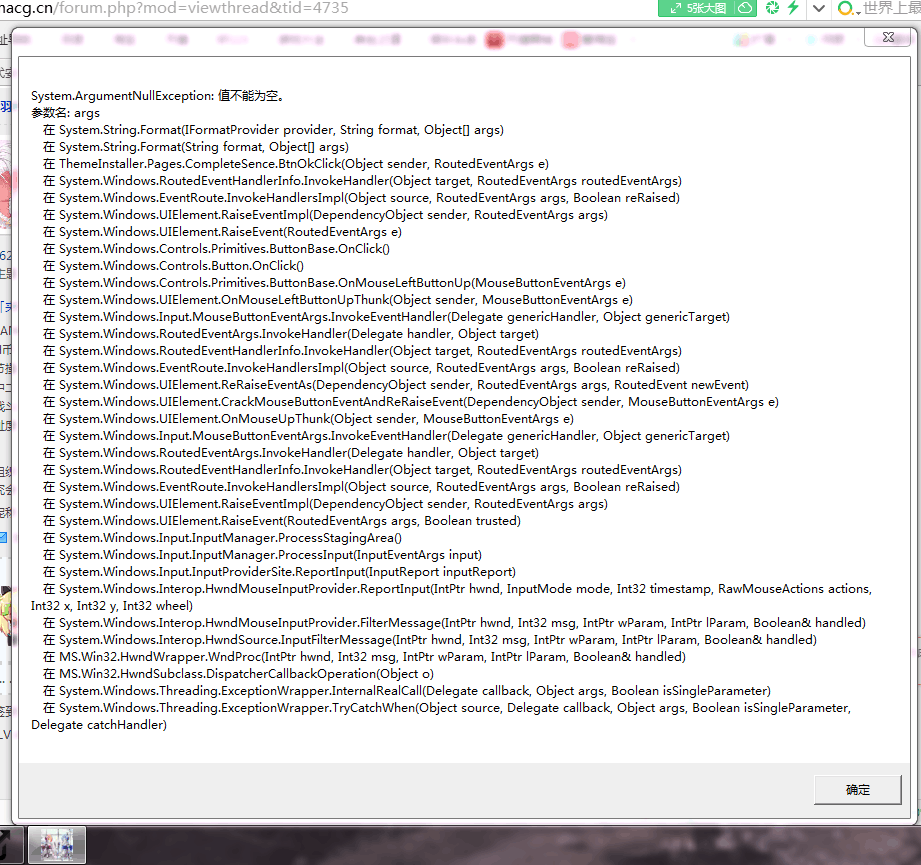 nacg.cn/forum.php?mod=viewthread&tid=4735
5张大图
世界上最
System.ArgumentNullException: 值不能为空。
参数名: args
在 System.String.Format(IFormatProvider provider, String format, Object[] args)
在 System.String.Format(String format, Object[] args)
在 ThemeInstaller.Pages.CompleteSence.BtnOkClick(Object sender, RoutedEventArgs e)
在 System.Windows.RoutedEventHandlerInfo.InvokeHandler(Object target, RoutedEventArgs routedEventArgs)
在 System.Windows.EventRoute.InvokeHandlersImpl(Object source, RoutedEventArgs args, Boolean reRaised)
在 System.Windows.UIElement.RaiseEventImpl(DependencyObject sender, RoutedEventArgs args)
在 System.Windows.UIElement.RaiseEvent(RoutedEventArgs e)
在 System.Windows.Controls.Primitives.ButtonBase.OnClick()
在 System.Windows.Controls.Button.OnClick()
在 System.Windows.Controls.Primitives.ButtonBase.OnMouseLeftButtonUp(MouseButtonEventArgs e)
在 System.Windows.UIElement.OnMouseLeftButtonUpThunk(Object sender, MouseButtonEventArgs e)
在 System.Windows.Input.MouseButtonEventArgs.InvokeEventHandler(Delegate genericHandler, Object genericTarget)
在 System.Windows.RoutedEventArgs.InvokeHandler(Delegate handler, Object target)
在 System.Windows.RoutedEventHandlerInfo.InvokeHandler(Object target, RoutedEventArgs routedEventArgs)
在 System.Windows.EventRoute.InvokeHandlersImpl(Object source, RoutedEventArgs args, Boolean reRaised)
在 System.Windows.UIElement.ReRaiseEventAs(DependencyObject sender, RoutedEventArgs args, RoutedEvent newEvent)
在 System.Windows.UIElement.CrackMouseButtonEventAndReRaiseEvent(DependencyObject sender, MouseButtonEventArgs e)
在 System.Windows.UIElement.OnMouseUpThunk(Object sender, MouseButtonEventArgs e)
在 System.Windows.Input.MouseButtonEventArgs.InvokeEventHandler(Delegate genericHandler, Object genericTarget)
在 System.Windows.RoutedEventArgs.InvokeHandler(Delegate handler, Object target)
在 System.Windows.RoutedEventHandlerInfo.InvokeHandler(Object target, RoutedEventArgs routedEventArgs)
在 System.Windows.EventRoute.InvokeHandlersImpl(Object source, RoutedEventArgs args, Boolean reRaised)
在 System.Windows.UIElement.RaiseEventImpl(DependencyObject sender, RoutedEventArgs args)
在 System.Windows.UIElement.RaiseEvent(RoutedEventArgs args, Boolean trusted)
在 System.Windows.Input.InputManager.ProcessStagingArea()
在 System.Windows.Input.InputManager.ProcessInput(InputEventArgs input)
在 System.Windows.Input.InputProviderSite.ReportInput(InputReport inputReport)
在 System.Windows.Interop.HwndMouseInputProvider.ReportInput(IntPtr hwnd, InputMode mode, Int32 timestamp, RawMouseActions actions,
Int32 x, Int32 y, Int32 wheel)
在 System.Windows.Interop.HwndMouseInputProvider.FilterMessage(IntPtr hwnd, Int32 msg, IntPtr wParam, IntPtr lParam, Boolean& handled)
在 System.Windows.Interop.HwndSource.InputFilterMessage(IntPtr hwnd, Int32 msg, IntPtr wParam, IntPtr lParam, Boolean& handled)
在 MS.Win32.HwndWrapper.WndProc(IntPtr hwnd, Int32 msg, IntPtr wParam, IntPtr lParam, Boolean& handled)
在 MS.Win32.HwndSubclass.DispatcherCallbackOperation(Object o)
在 System.Windows.Threading.ExceptionWrapper.InternalRealCall(Delegate callback, Object args, Boolean isSingleParameter)
在 System.Windows.Threading.ExceptionWrapper.TryCatchWhen(Object source, Delegate callback, Object args, Boolean isSingleParameter,
Delegate catchHandler)
确定